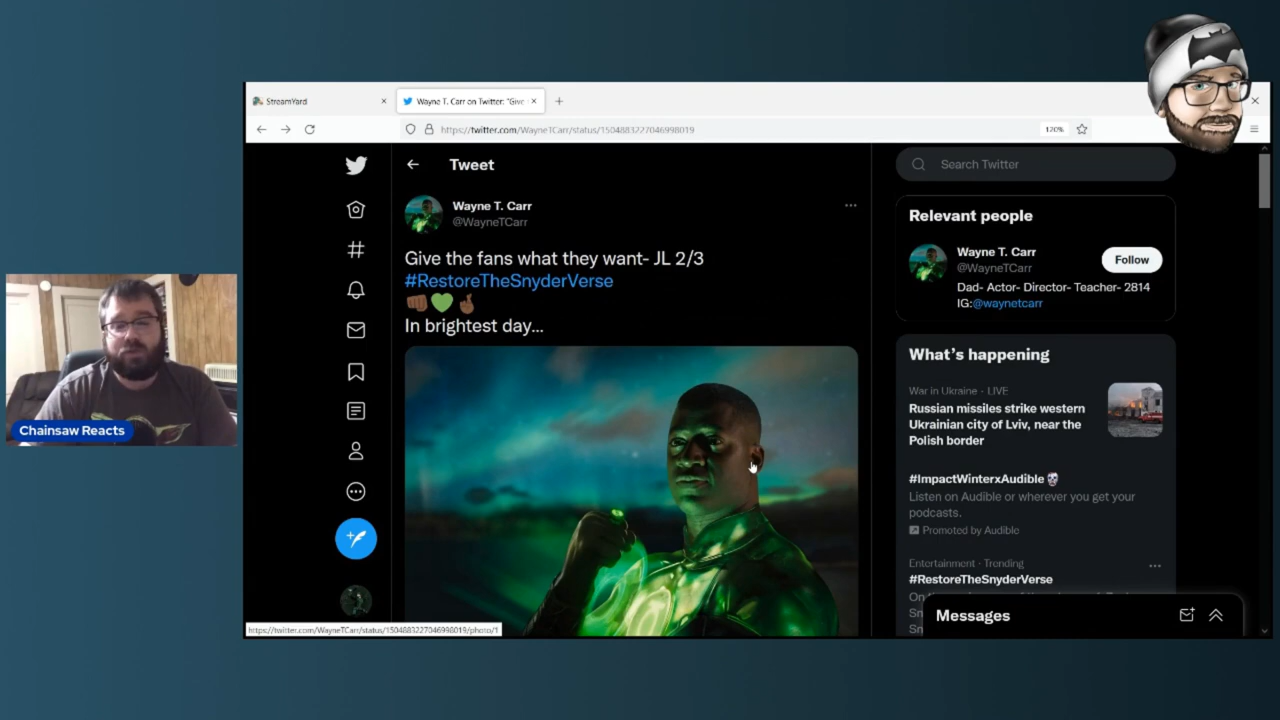 StreamYard
Wayne T. Carr on Twitter: "Give
https://twitter.com/WayneTCarr/status/1504883227046998019
120%
Tweet
Search Twitter
Wayne T. Carr
@WayneTCarr
Give the fans what they want- JL 2/3
#RestoreTheSnyderVerse
In brightest day...
Relevant people
Wayne T. Carr
@WayneTCarr
Follow
Dad- Actor- Director- Teacher- 2814
IG:@waynetcarr
What's happening
War in Ukraine · LIVE
Russian missiles strike western
Ukrainian city of Lviv, near the
Polish border
#ImpactWinterxAudible
Listen on Audible or wherever you get your
podcasts.
Promoted by Audible
Entertainment · Trending
#RestoreTheSnyderVerse
Messages
Chainsaw Reacts
https://twitter.com/WayneTCarr/status/1504883227046998019/photo/1